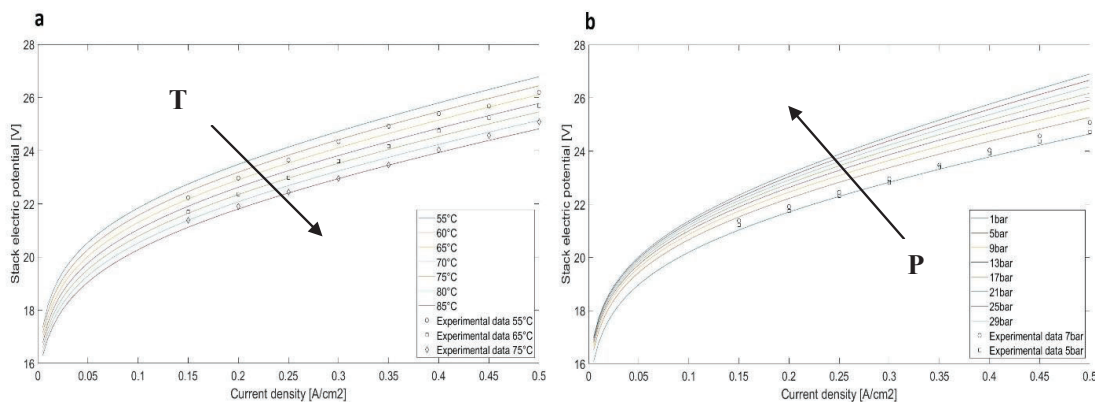 a
28
26
24
22
20
18
16
Stack electric potential [V]
T
55°C
60°C
65°C
70°C
75°C
80°C
85°C
Experimental data 55°C
Experimental data 65°C
Experimental data 75°C
0 0.05 0.1 0.15 0.2 0.25 0.3 0.35 0.4 0.45 0.5
Current density [A/cm2]
b
28
26
24
22
20
18
16
Stack electric potential [V]
P
1bar
5bar
9bar
13bar
17bar
21bar
25bar
29bar
Experimental data 7bar
Experimental data 5bar
0 0.05 0.1 0.15 0.2 0.25 0.3 0.35 0.4 0.45 0.5
Current density [A/cm2]